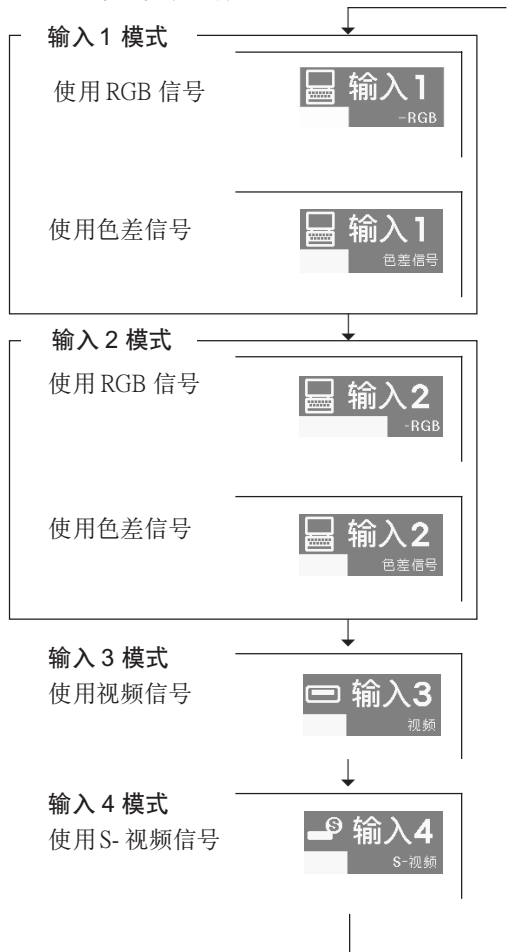 输入 1 模式
使用 RGB 信号
输入1
-RGB
使用色差信号
输入1
色差信号
输入 2 模式
使用 RGB 信号
输入2
-RGB
使用色差信号
输入2
色差信号
输入 3 模式
使用视频信号
输入3
视频
输入 4 模式
使用 S- 视频信号
S
输入4
S-视频